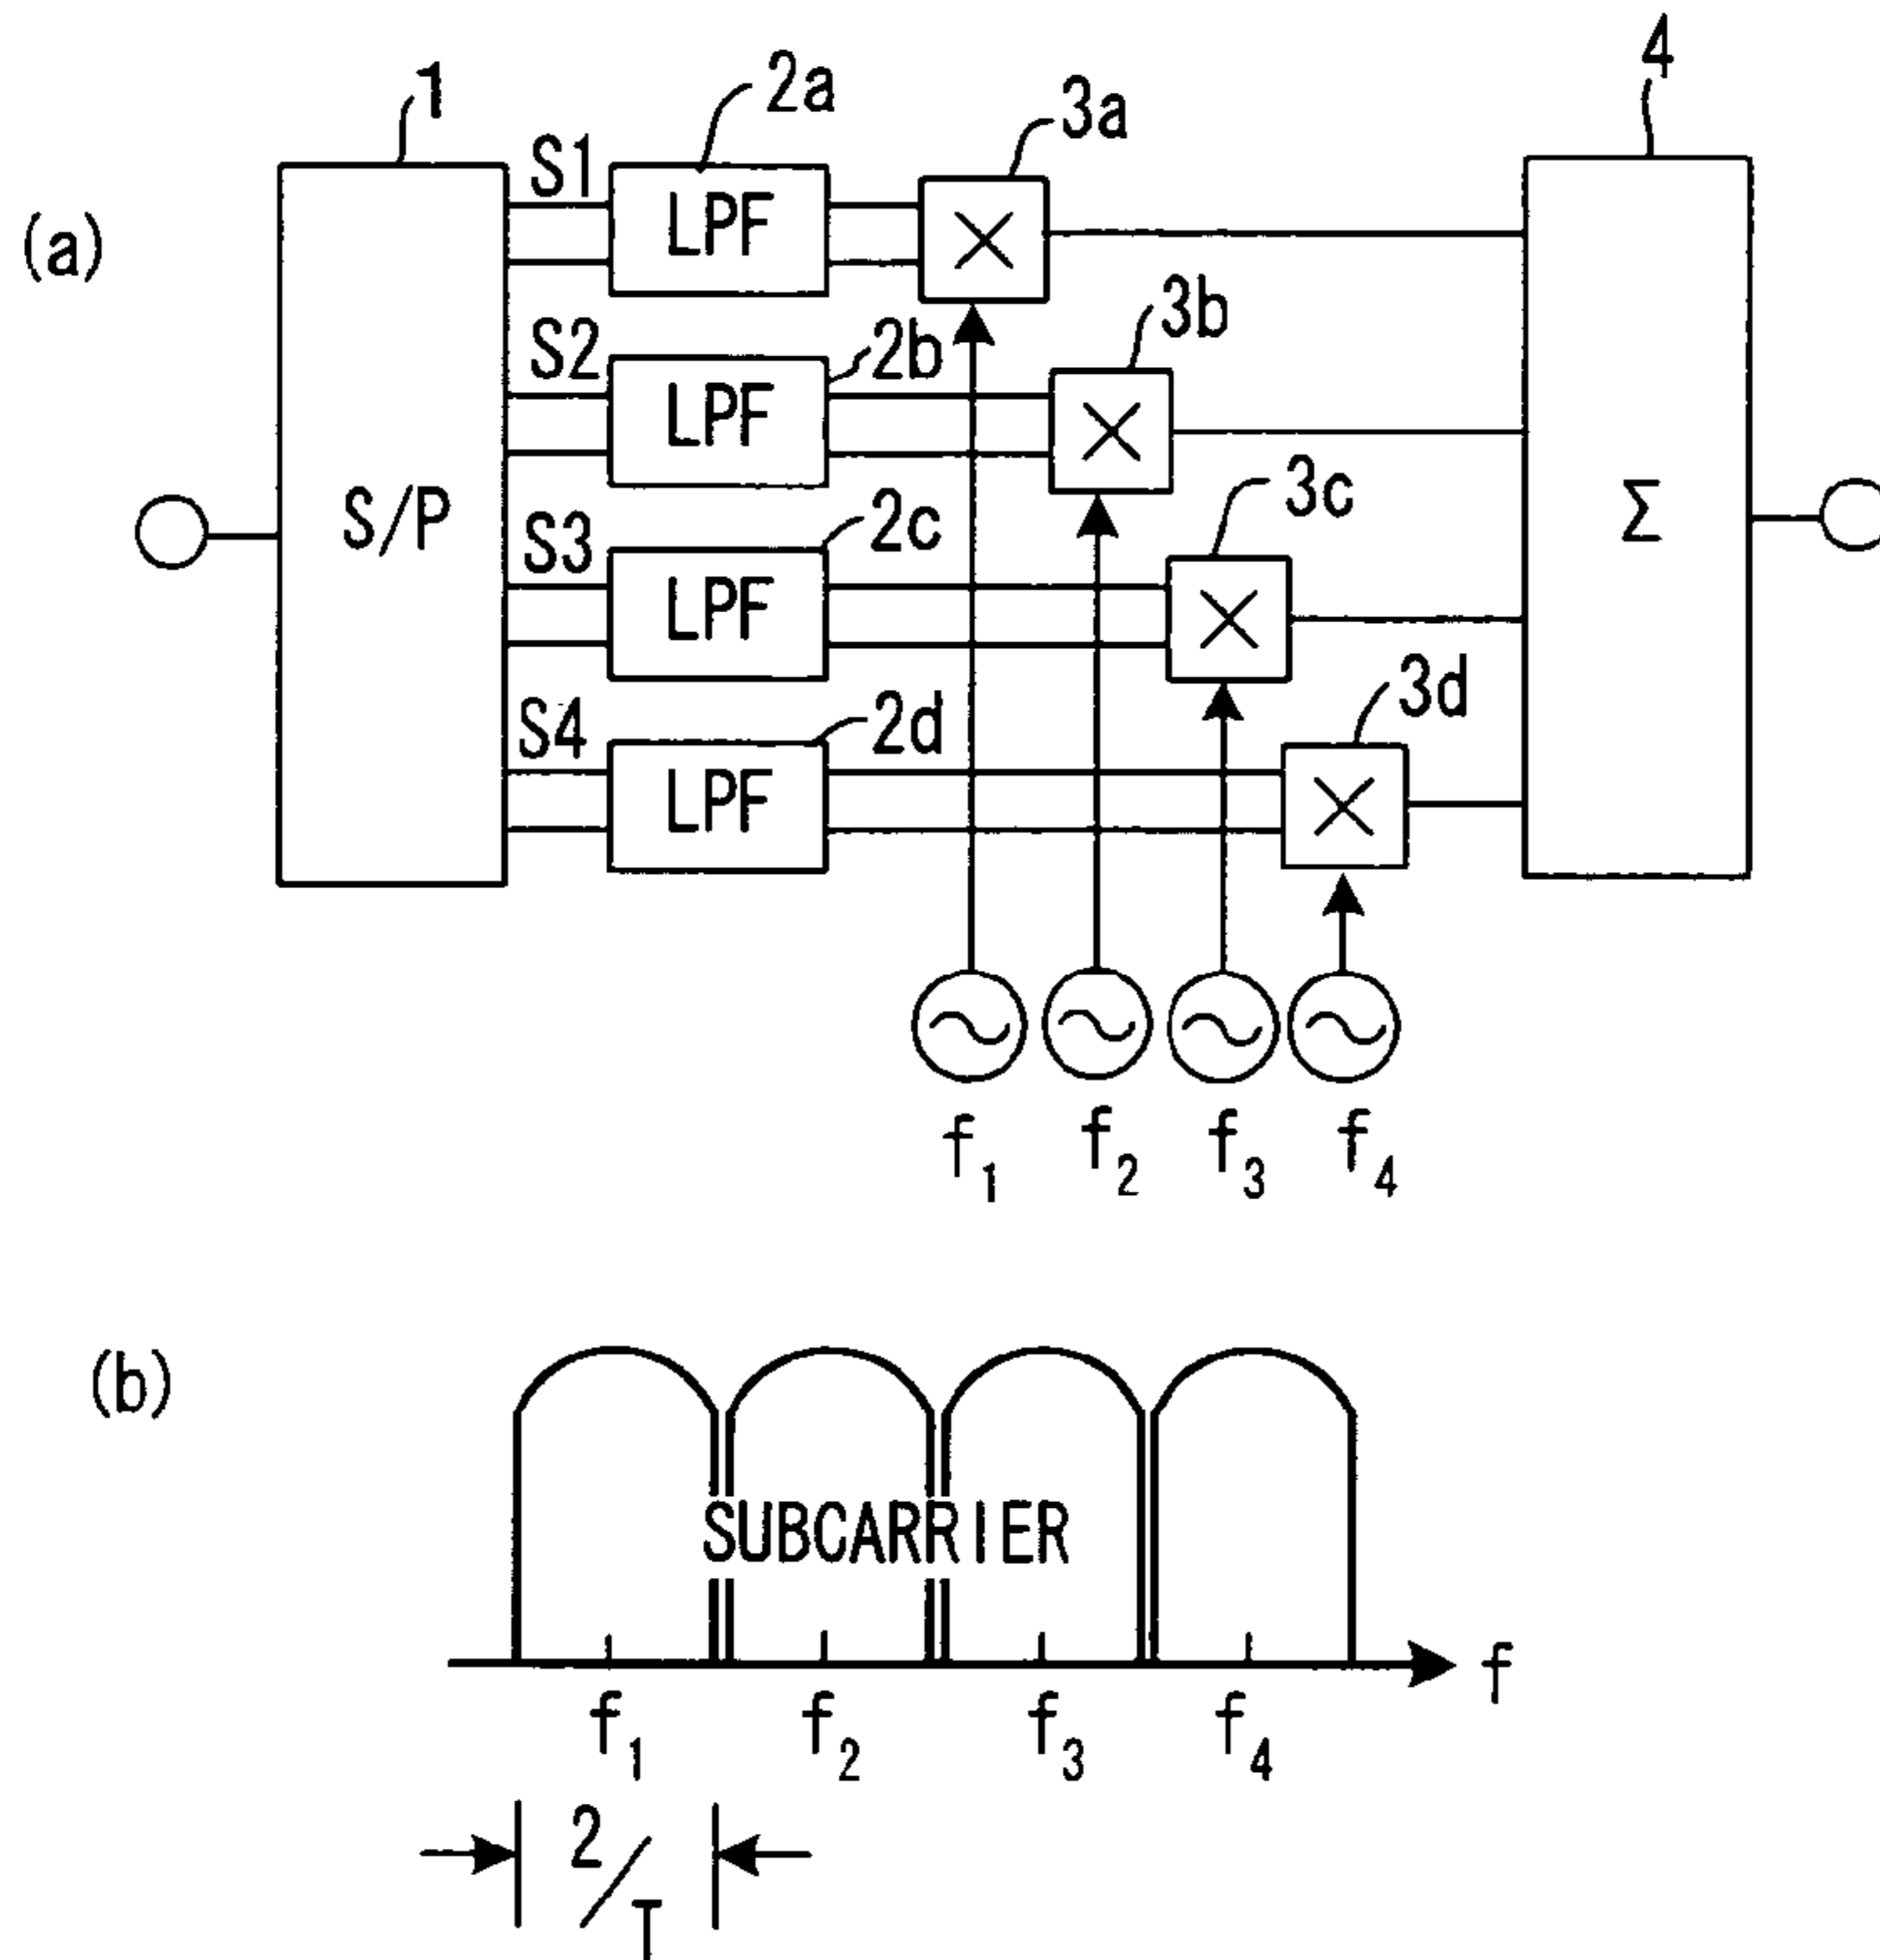 (a)
1
2a
3a
4
S1
LPF
×
S2
2b
3b
LPF
×
S/P
S3
2c
3c
Σ
LPF
×
S4
2d
3d
LPF
×
f1 f2 f3 f4
(b)
SUBCARRIER
f
f1 f2 f3 f4
2/T